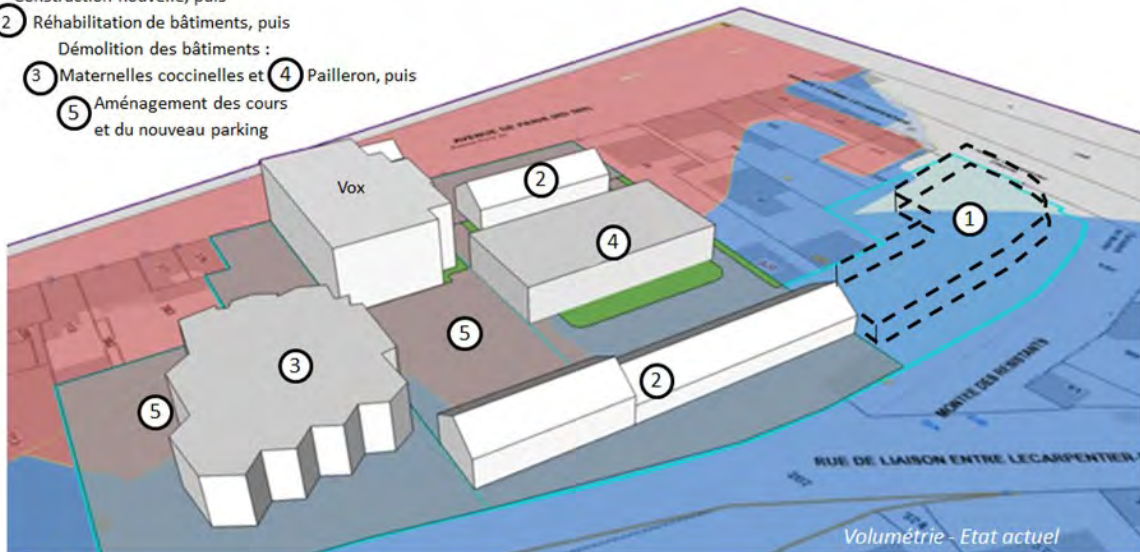 Construction Nouvelle, puis
2 Réhabilitation de bâtiments, puis
Démolition des bâtiments :
3 Maternelles coccinelles et 4 Pailleron, puis
5 Aménagement des cours
et du nouveau parking
AVENUE DE PARIS (RD
Vox
2
4
1
5
3
2
5
MONTEE DES RESISTANTS
RUE DE LIAISON ENTRE LECARPENTIER-
Volumétrie - Etat actuel